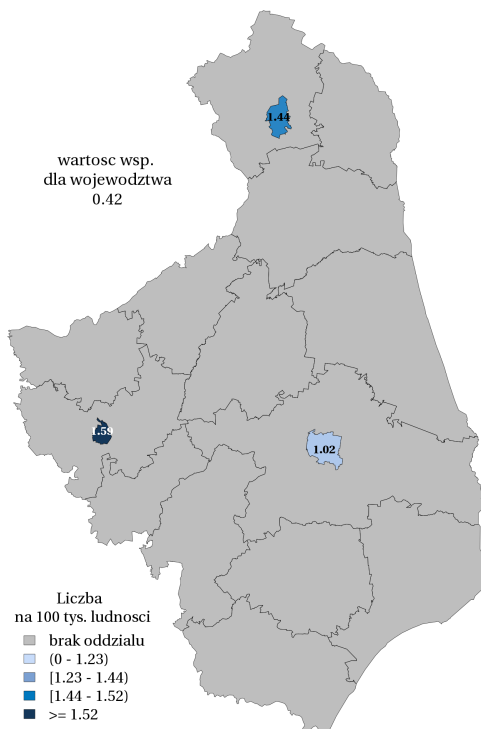 1.44
wartosc wsp.
dla wojewodztwa
0.42
1.59
1.02
Liczba
na 100 tys. ludnosci
brak oddzialu
(0 - 1.23)
[1.23 - 1.44)
[1.44 - 1.52)
>= 1.52